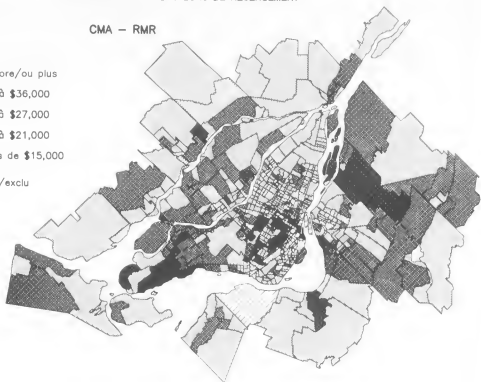 CMA – RMR
ore/ou plus
à $36,000
à $27,000
à $21,000
s de $15,000
/exclu